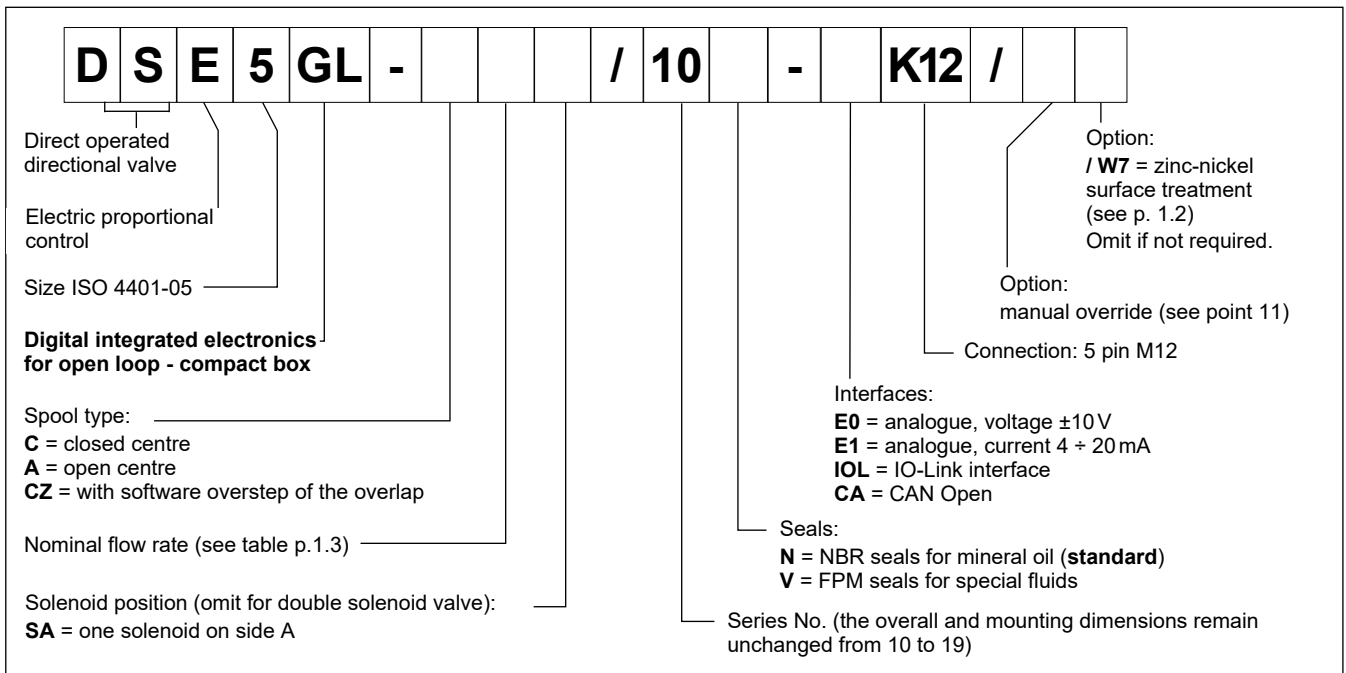 D S E 5 GL - / 10 - K12 /
Direct operated
directional valve
Electric proportional
control
Size ISO 4401-05
Digital integrated electronics
for open loop - compact box
Spool type:
C = closed centre
A = open centre
CZ = with software overstep of the overlap
Nominal flow rate (see table p.1.3)
Solenoid position (omit for double solenoid valve):
SA = one solenoid on side A
Option:
/ W7 = zinc-nickel
surface treatment
(see p. 1.2)
Omit if not required.
Option:
manual override (see point 11)
Connection: 5 pin M12
Interfaces:
E0 = analogue, voltage ±10 V
E1 = analogue, current 4 ÷ 20 mA
IOL = IO-Link interface
CA = CAN Open
Seals:
N = NBR seals for mineral oil (standard)
V = FPM seals for special fluids
Series No. (the overall and mounting dimensions remain
unchanged from 10 to 19)